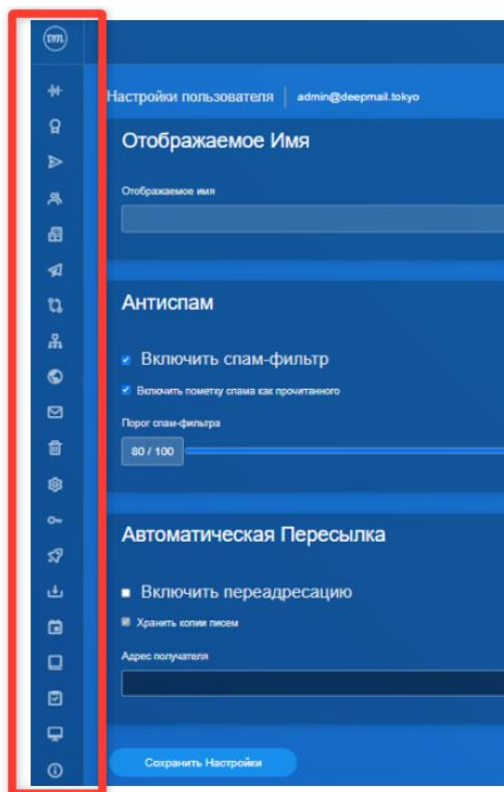 vm
Настройки пользователя admin@deepmail.tokyo
Отображаемое Имя
Отображаемое имя
Антиспам
Включить спам-фильтр
Включить пометку спама как прочитанного
Порог спам-фильтра
80 / 100
Автоматическая Пересылка
Включить переадресацию
Хранить копии писем
Адрес получателя
Сохранить Настройки